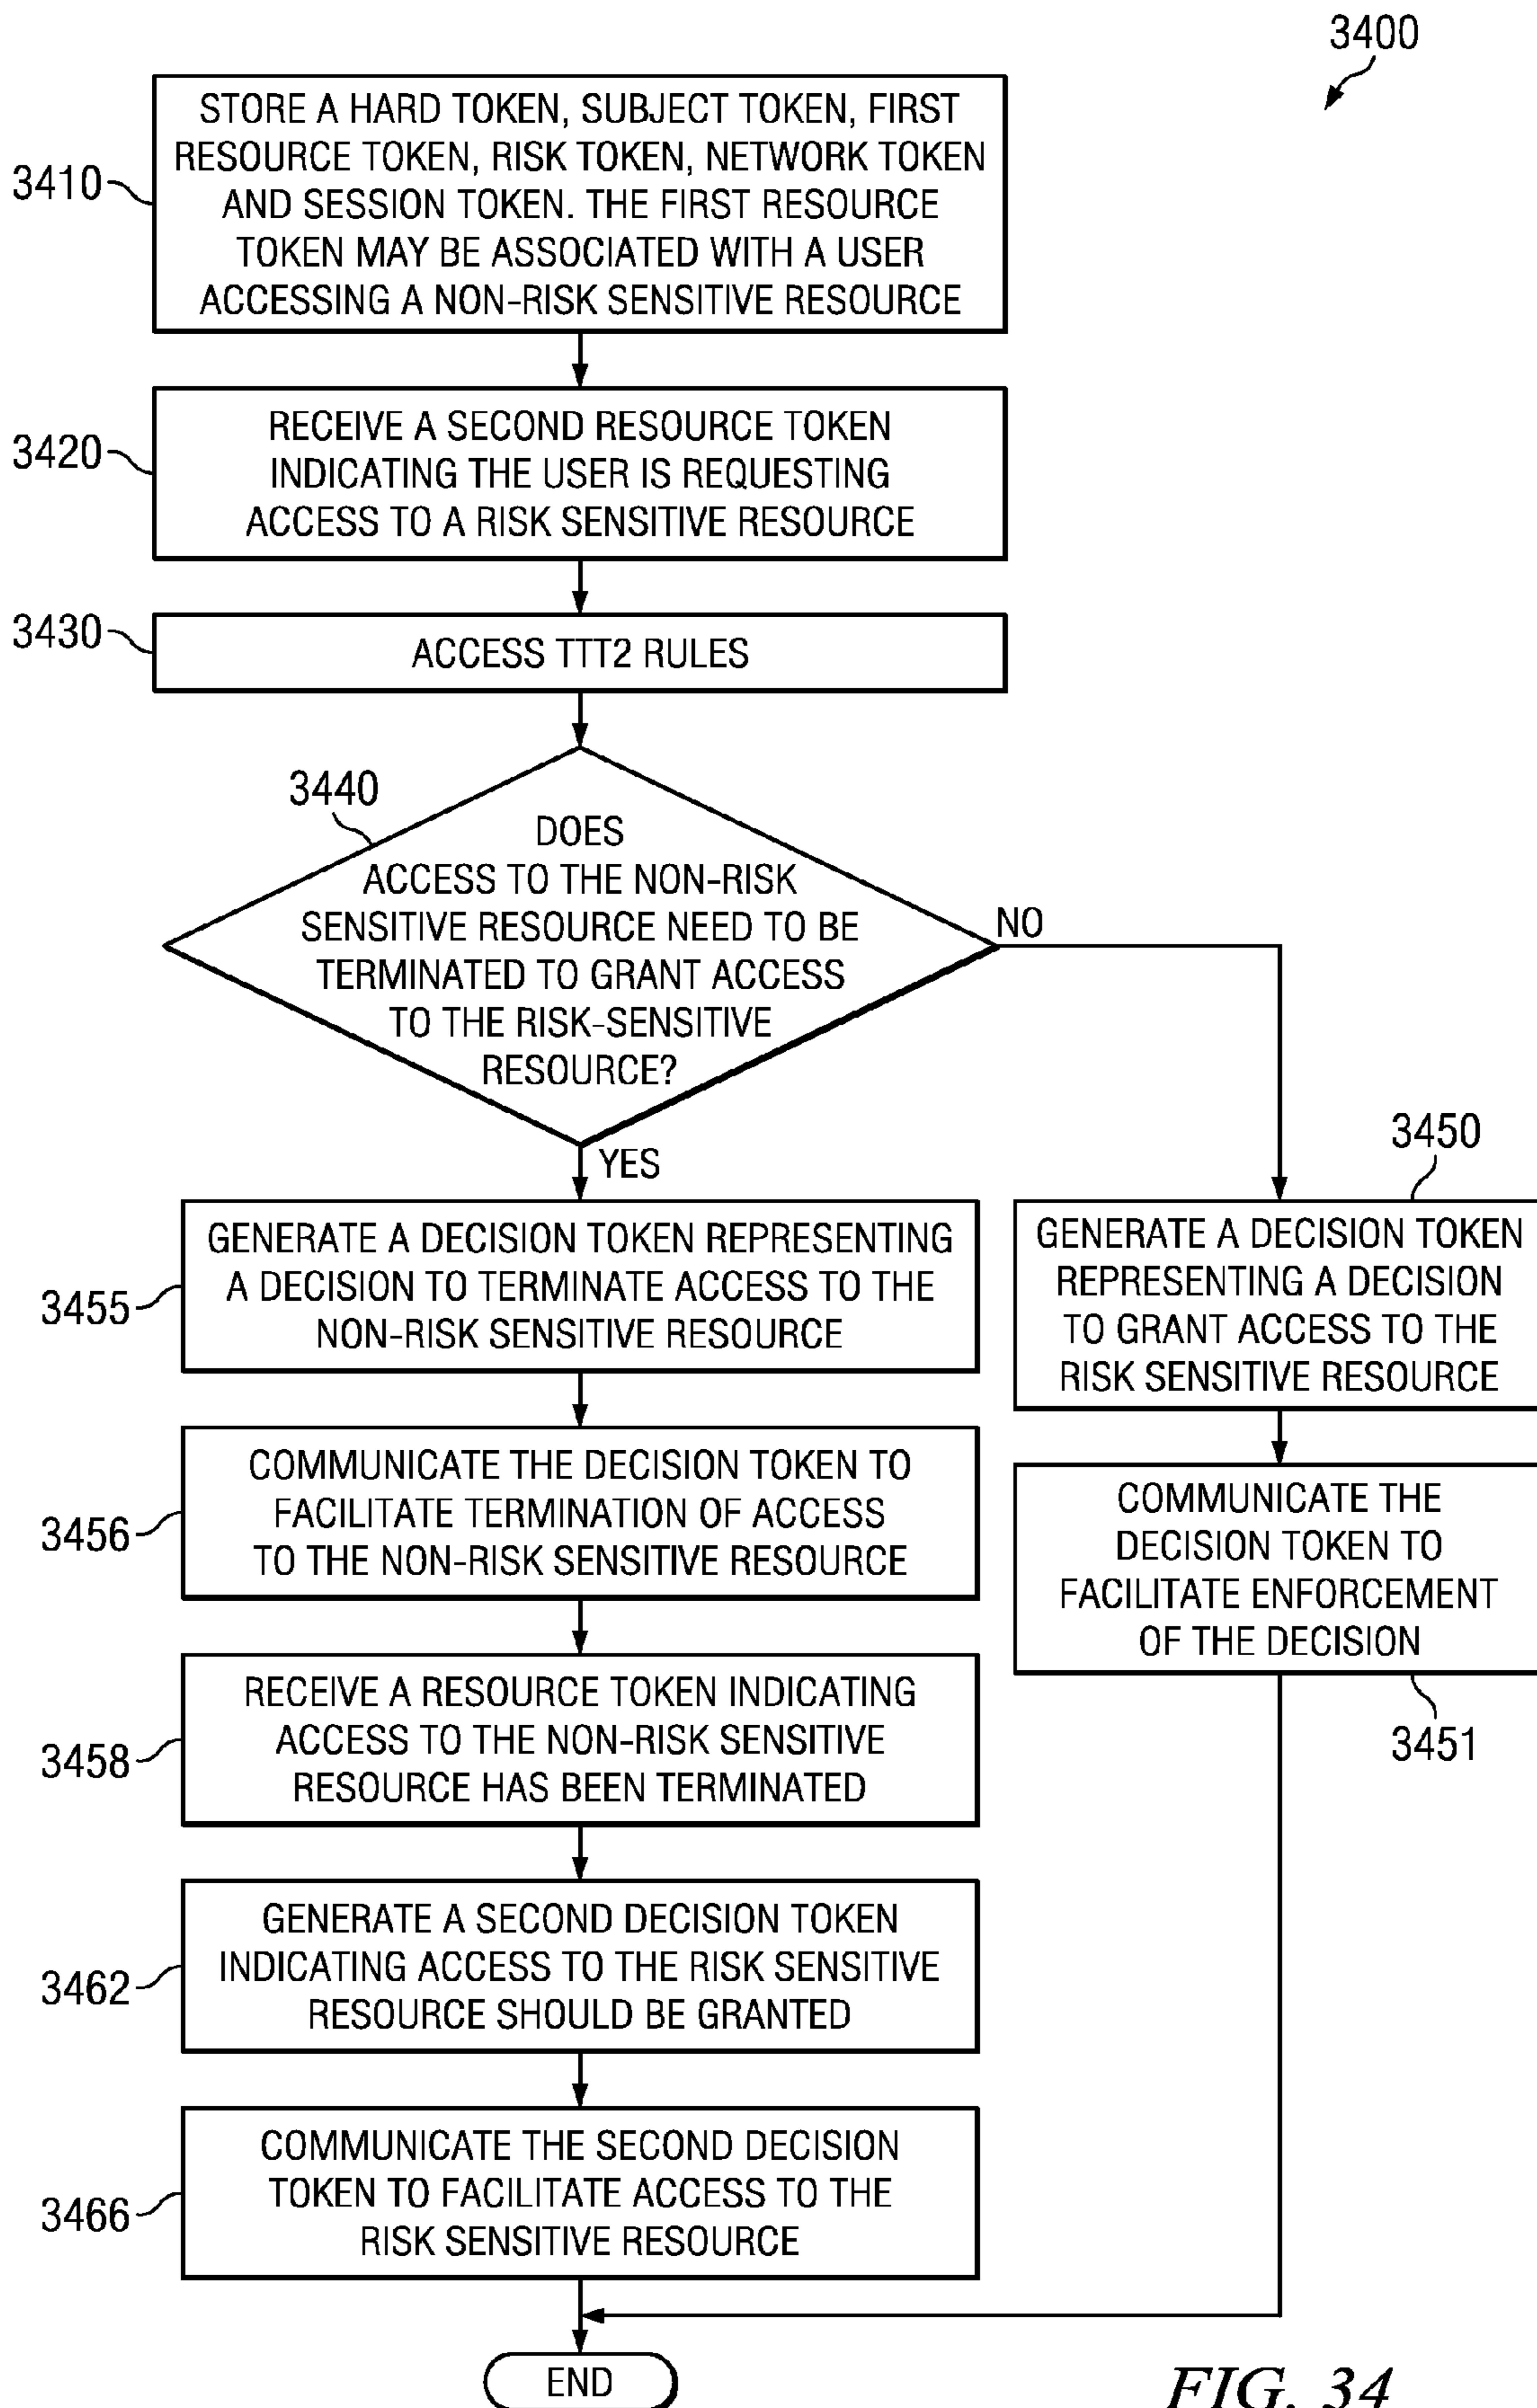 3400
STORE A HARD TOKEN, SUBJECT TOKEN, FIRST
RESOURCE TOKEN, RISK TOKEN, NETWORK TOKEN
AND SESSION TOKEN. THE FIRST RESOURCE
TOKEN MAY BE ASSOCIATED WITH A USER
ACCESSING A NON-RISK SENSITIVE RESOURCE
3410
RECEIVE A SECOND RESOURCE TOKEN
INDICATING THE USER IS REQUESTING
ACCESS TO A RISK SENSITIVE RESOURCE
3420
3430
ACCESS TTT2 RULES
3440
DOES
ACCESS TO THE NON-RISK
SENSITIVE RESOURCE NEED TO BE
TERMINATED TO GRANT ACCESS
TO THE RISK-SENSITIVE
RESOURCE?
NO
YES
3450
GENERATE A DECISION TOKEN REPRESENTING
A DECISION TO TERMINATE ACCESS TO THE
NON-RISK SENSITIVE RESOURCE
3455
GENERATE A DECISION TOKEN
REPRESENTING A DECISION
TO GRANT ACCESS TO THE
RISK SENSITIVE RESOURCE
COMMUNICATE THE DECISION TOKEN TO
FACILITATE TERMINATION OF ACCESS
TO THE NON-RISK SENSITIVE RESOURCE
3456
COMMUNICATE THE
DECISION TOKEN TO
FACILITATE ENFORCEMENT
OF THE DECISION
3451
RECEIVE A RESOURCE TOKEN INDICATING
ACCESS TO THE NON-RISK SENSITIVE
RESOURCE HAS BEEN TERMINATED
3458
GENERATE A SECOND DECISION TOKEN
INDICATING ACCESS TO THE RISK SENSITIVE
RESOURCE SHOULD BE GRANTED
3462
COMMUNICATE THE SECOND DECISION
TOKEN TO FACILITATE ACCESS TO THE
RISK SENSITIVE RESOURCE
3466
END
FIG. 34